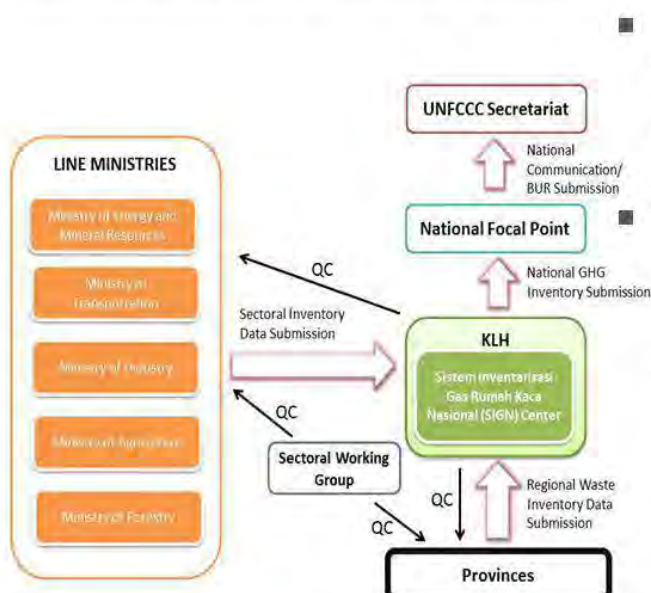 UNFCCC Secretariat
National
Communication/
BUR Submission
National Focal Point
National GHG
Inventory Submission
KLH
Sistem Inventarisasi
Gas Rumah Kaca
Nasional (SIGN) Center
QC
Regional Waste
Inventory Data
Submission
Provinces
LINE MINISTRIES
Ministry of Energy and
Mineral Resources
Ministry of
Transportation
Ministry of Industry
Ministry of Agriculture
Ministry of Forestry
QC
Sectoral Inventory
Data Submission
QC
Sectoral Working
Group
QC